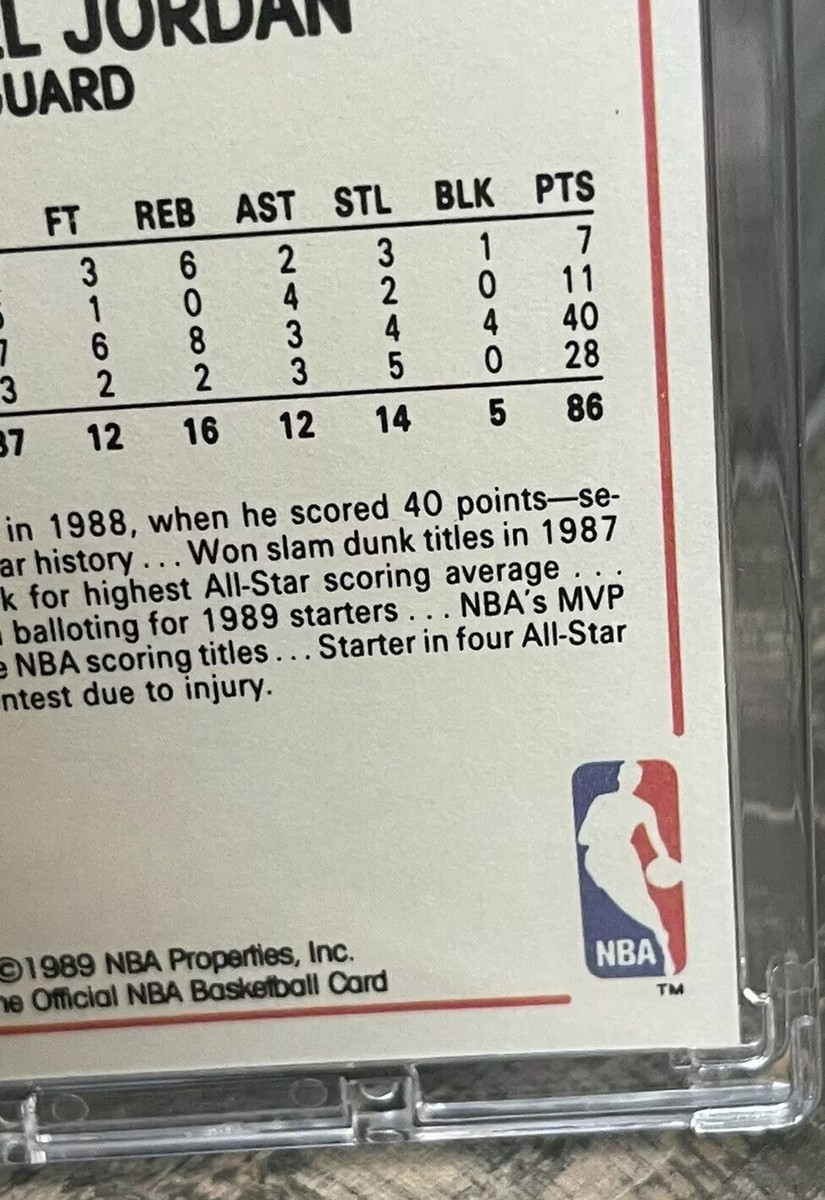 JORDAN
GUARD
FT REB AST STL BLK PTS
3 6 2 3 1 7
1 0 4 2 0 11
7 6 8 3 4 4 40
3 2 2 3 5 0 28
37 12 16 12 14 5 86
in 1988, when he scored 40 points—se-
ar history . . . Won slam dunk titles in 1987
k for highest All-Star scoring average . . .
balloting for 1989 starters . . . NBA's MVP
e NBA scoring titles . . . Starter in four All-Star
ntest due to injury.
NBA
TM
©1989 NBA Properties, Inc.
he Official NBA Basketball Card